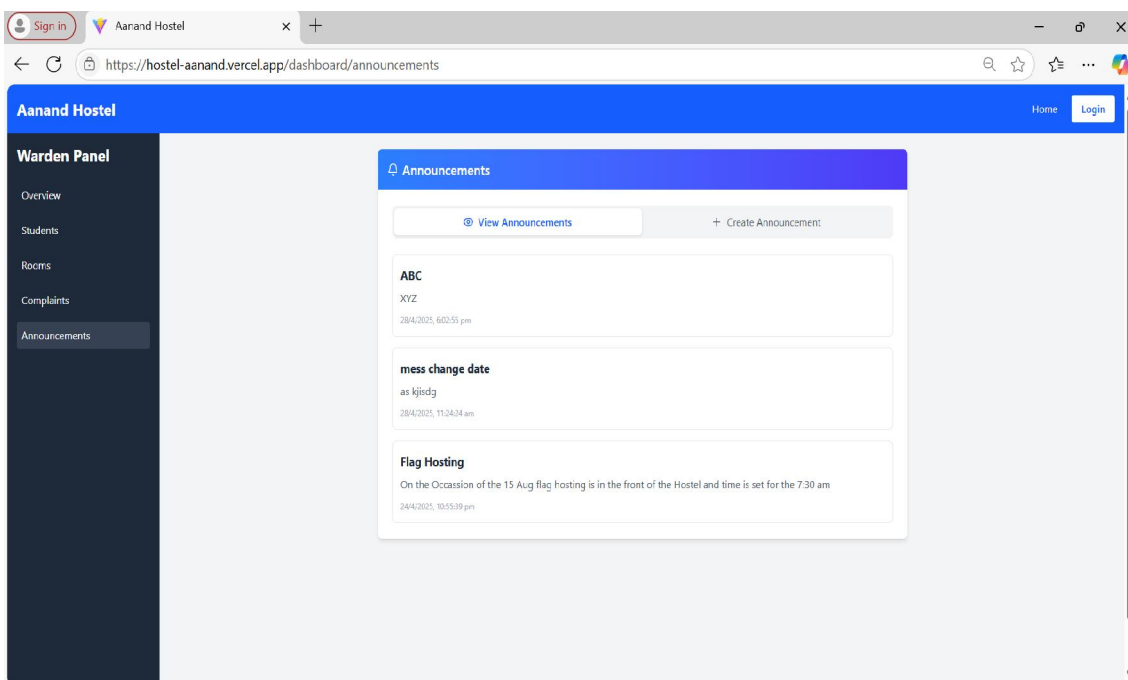 Sign in
Aanand Hostel
https://hostel-aanand.vercel.app/dashboard/announcements
Aanand Hostel
Home
Login
Warden Panel
Overview
Students
Rooms
Complaints
Announcements
Announcements
View Announcements
Create Announcement
ABC
XYZ
28/4/2025, 6:02:55 pm
mess change date
as kjisdg
28/4/2025, 11:24:24 am
Flag Hosting
On the Occassion of the 15 Aug flag hosting is in the front of the Hostel and time is set for the 7:30 am
24/4/2025, 10:55:39 pm